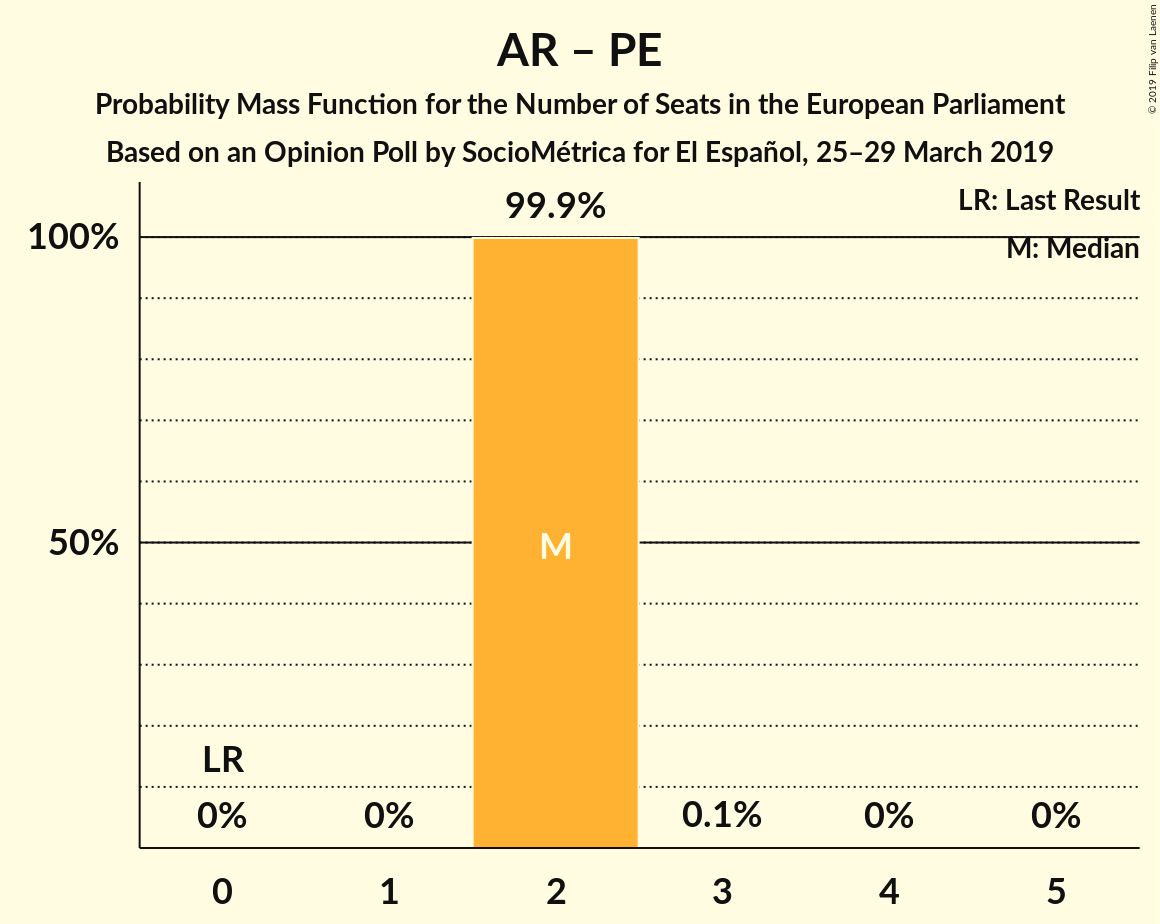 AR – PE
Probability Mass Function for the Number of Seats in the European Parliament
Based on an Opinion Poll by SocioMétrica for El Español, 25–29 March 2019
© 2019 Filip van Laenen
LR: Last Result
M: Median
99.9%
100%
50%
M
LR
0%
0%
0.1%
0%
0%
0
1
2
3
4
5